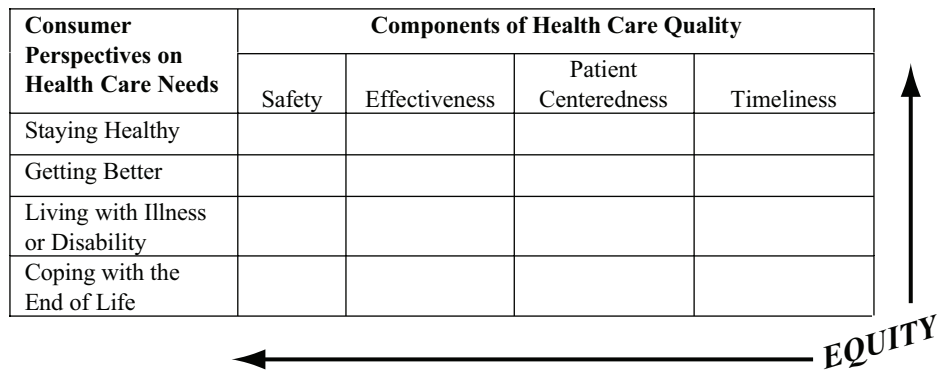 Consumer
Perspectives on
Health Care Needs
Components of Health Care Quality
Safety
Effectiveness
Patient
Centeredness
Timeliness
Staying Healthy
Getting Better
Living with Illness
or Disability
Coping with the
End of Life
EQUITY